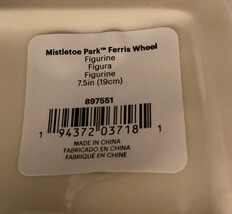 Mistletoe Park™ Ferris Wheel
Figurine
Figura
Figurine
7.5in (19cm)
897551
1 94372 03718 1
MADE IN CHINA
FABRICADO EN CHINA
FABRIQUÉ EN CHINE